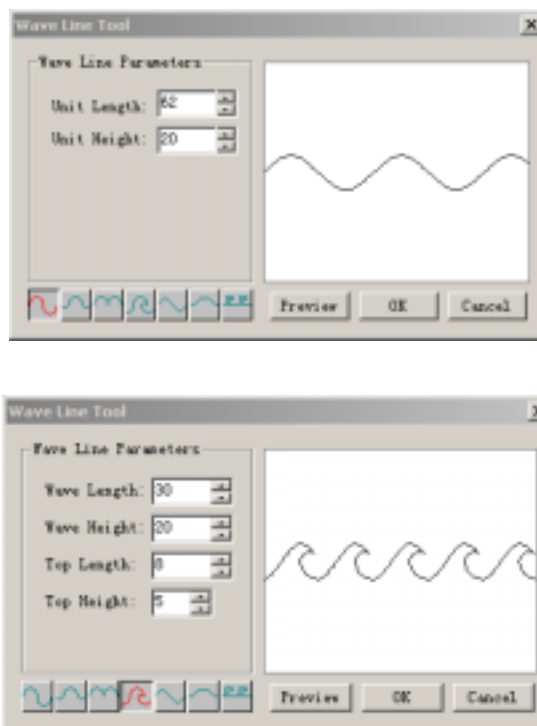 Wave Line Tool
Wave Line Parameters
Unit Length: 62
Unit Height: 20
Preview OK Cancel
Wave Line Tool
Wave Line Parameters
Wave Length: 30
Wave Height: 20
Top Length: 8
Top Height: 5
Preview OK Cancel